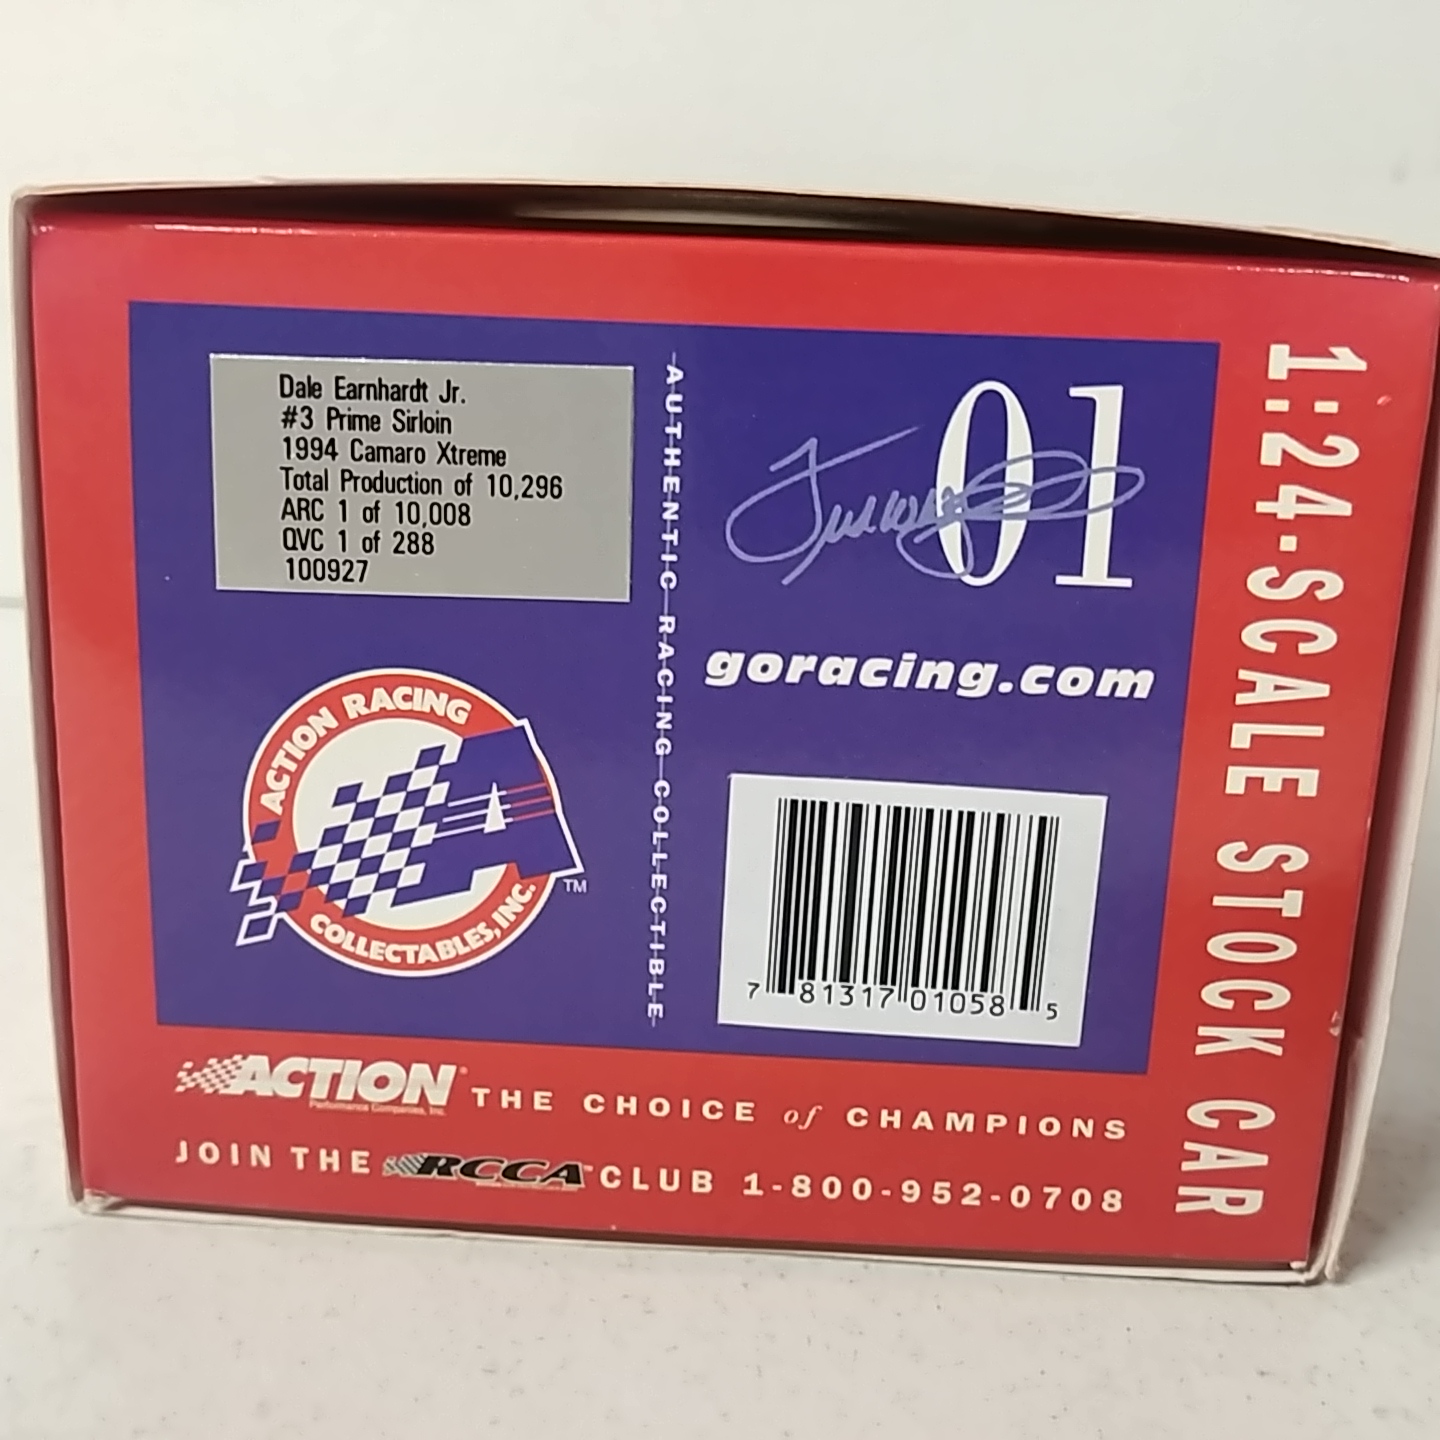 Dale Earnhardt Jr.
#3 Prime Sirloin
1994 Camaro Xtreme
Total Production of 10,296
ARC 1 of 10,008
QVC 1 of 288
100927
AUTHENTIC RACING COLLECTIBLE
01
goracing.com
1:24-SCALE STOCK CAR
ACTION RACING
COLLECTABLES, INC.
TM
7 81317 01058 5
ACTION THE CHOICE of CHAMPIONS
Performance Companies, Inc.
JOIN THE RCCA CLUB 1-800-952-0708